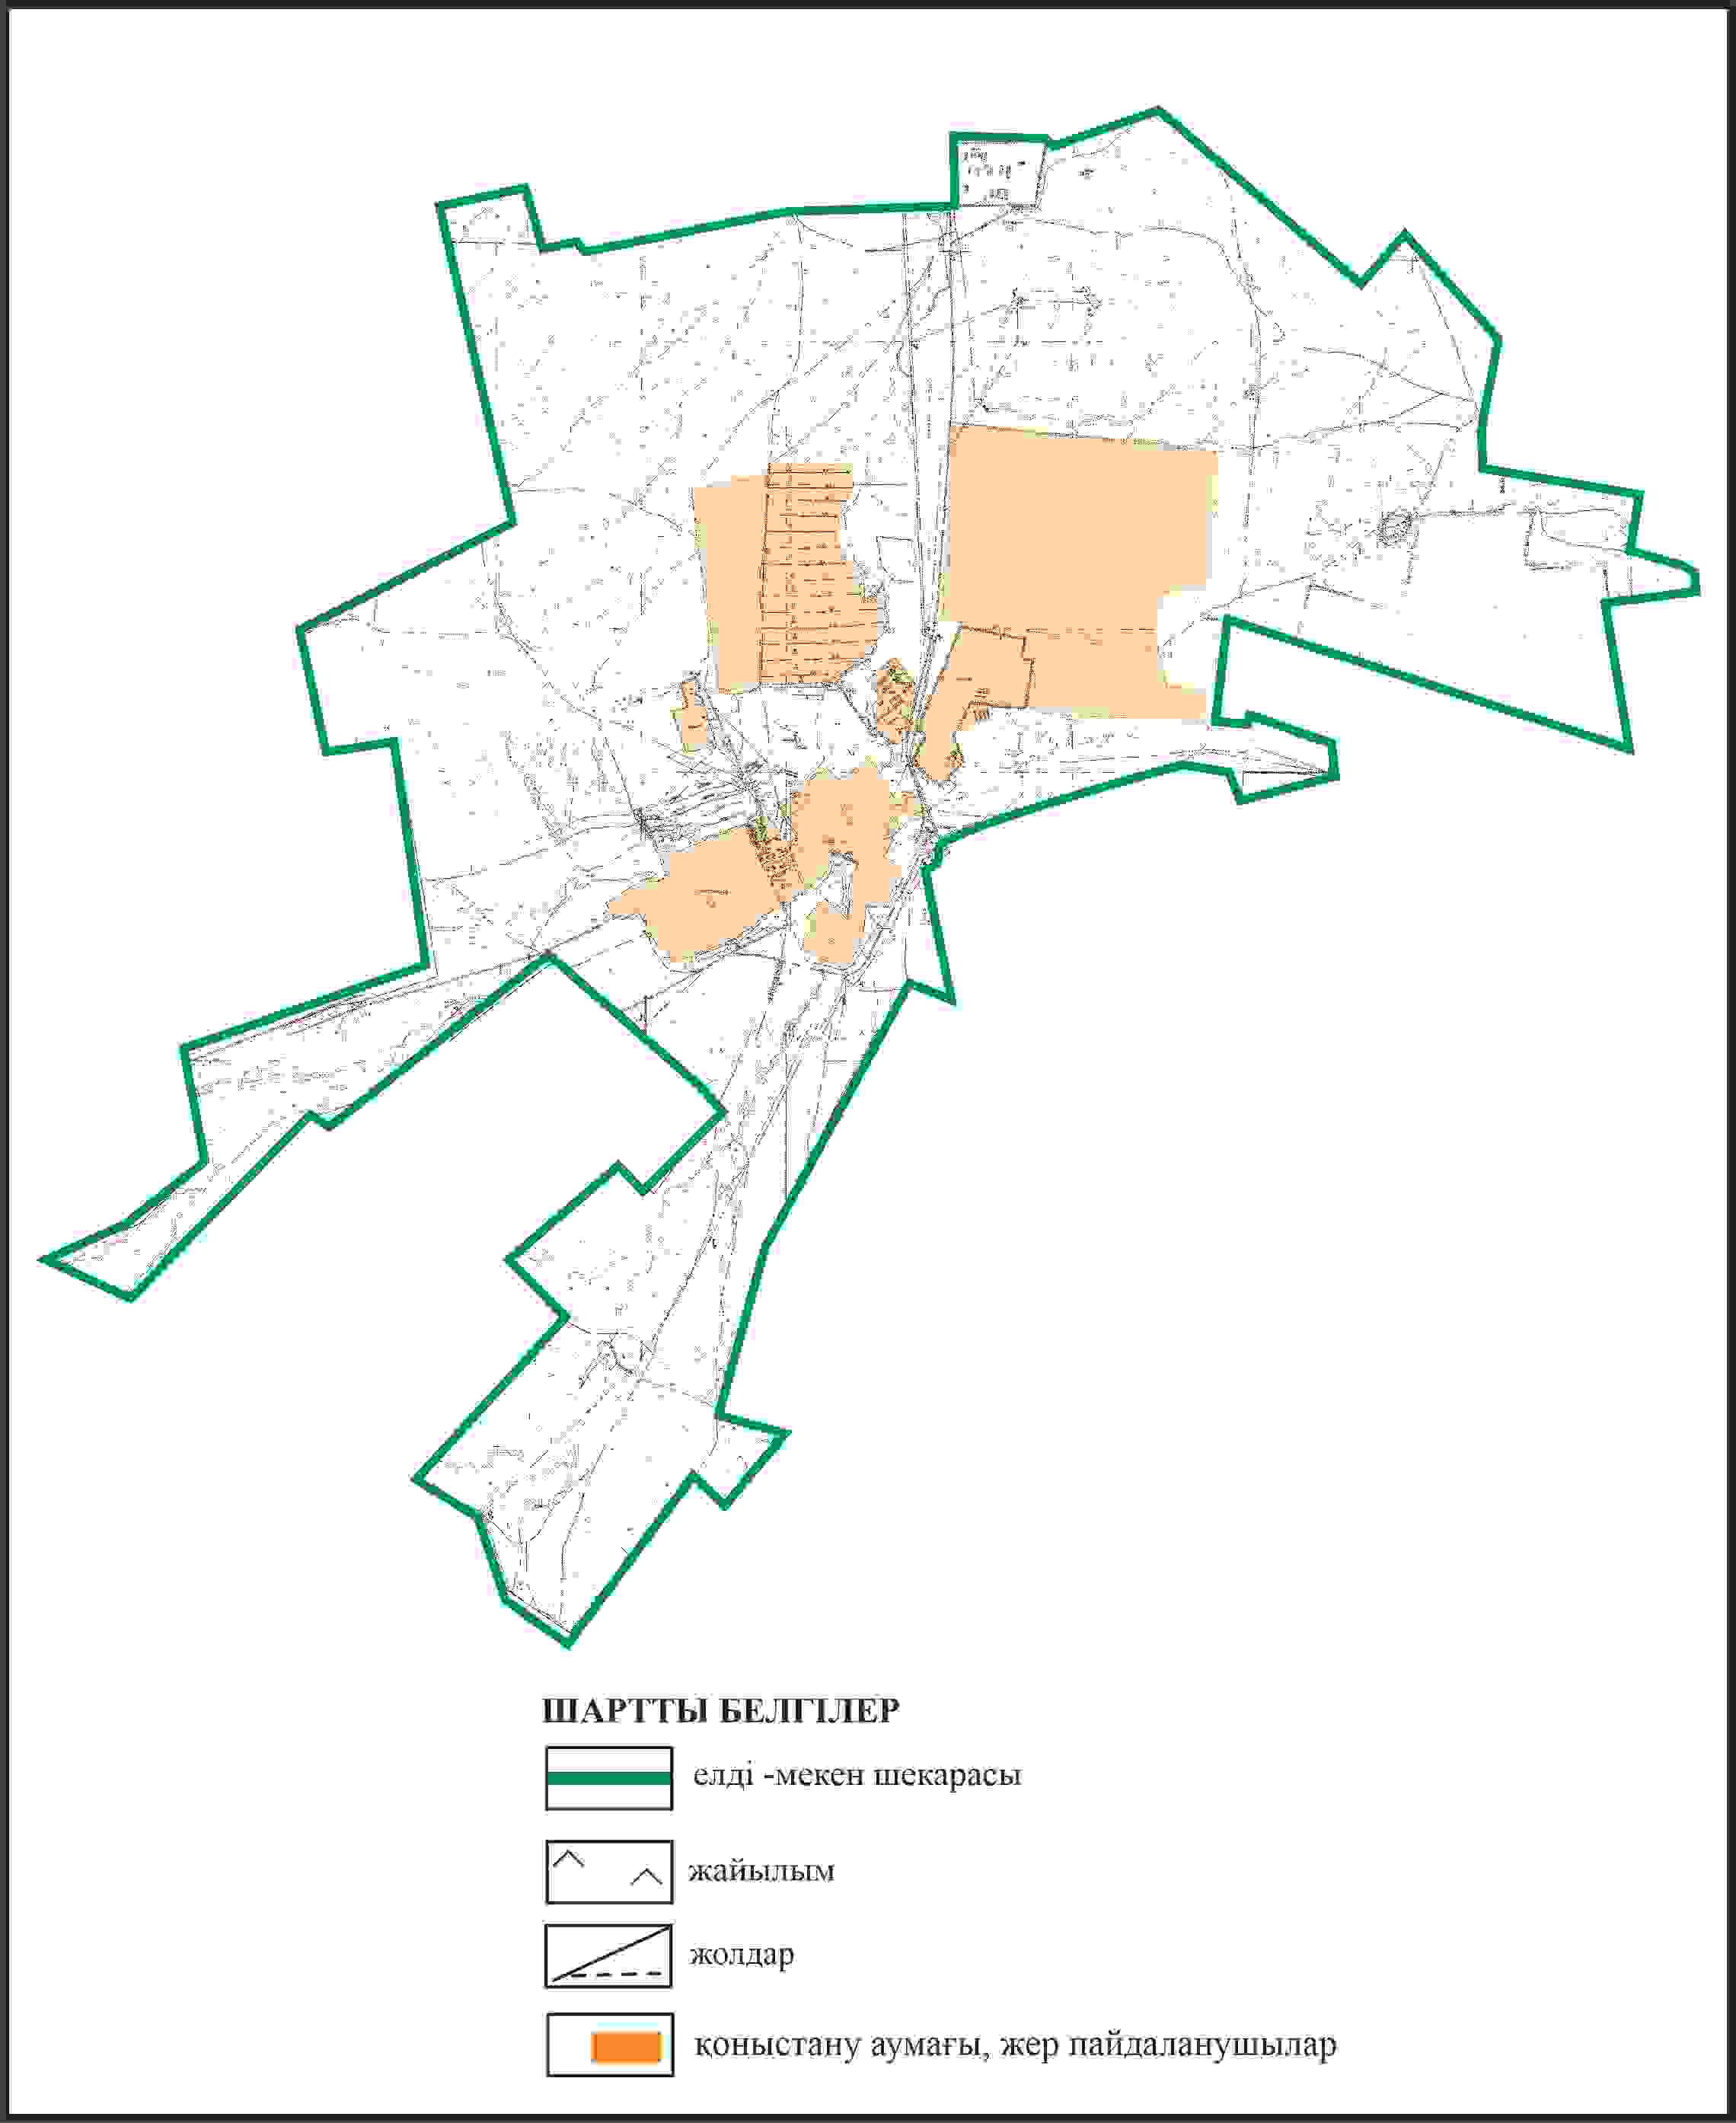 ШАРТТЫ БЕЛГІЛЕР
елді -мекен шекарасы
жайылым
жолдар
қоныстану аумағы, жер пайдаланушылар